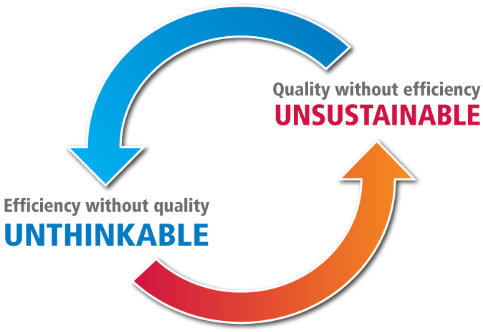 Quality without efficiency
UNSUSTAINABLE
Efficiency without quality
UNTHINKABLE